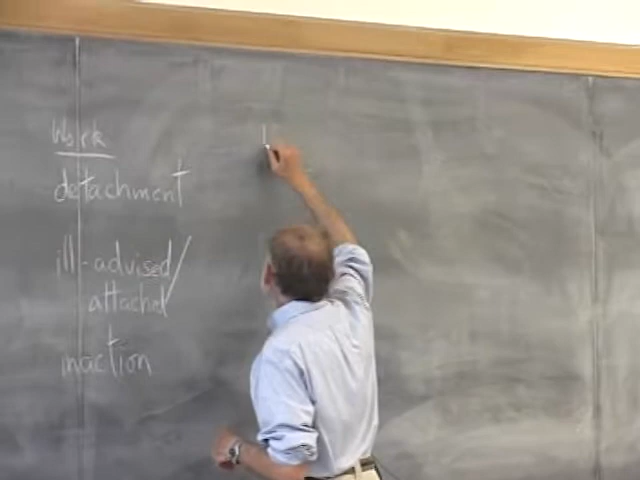 Work
detachment
ill-advised/
attached
inaction